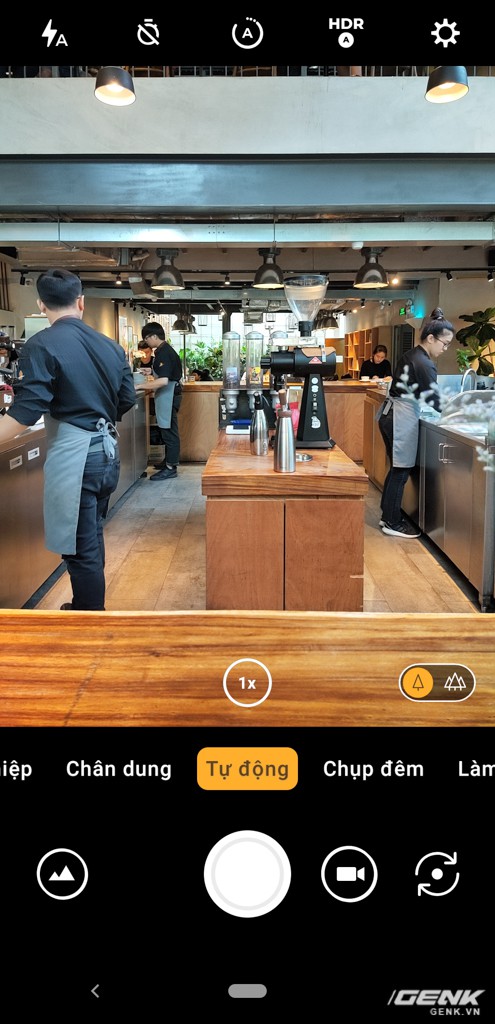 A
A
HDR
A
1x
iệp Chân dung Tự động Chụp đêm Làm
GENK
GENK.VN